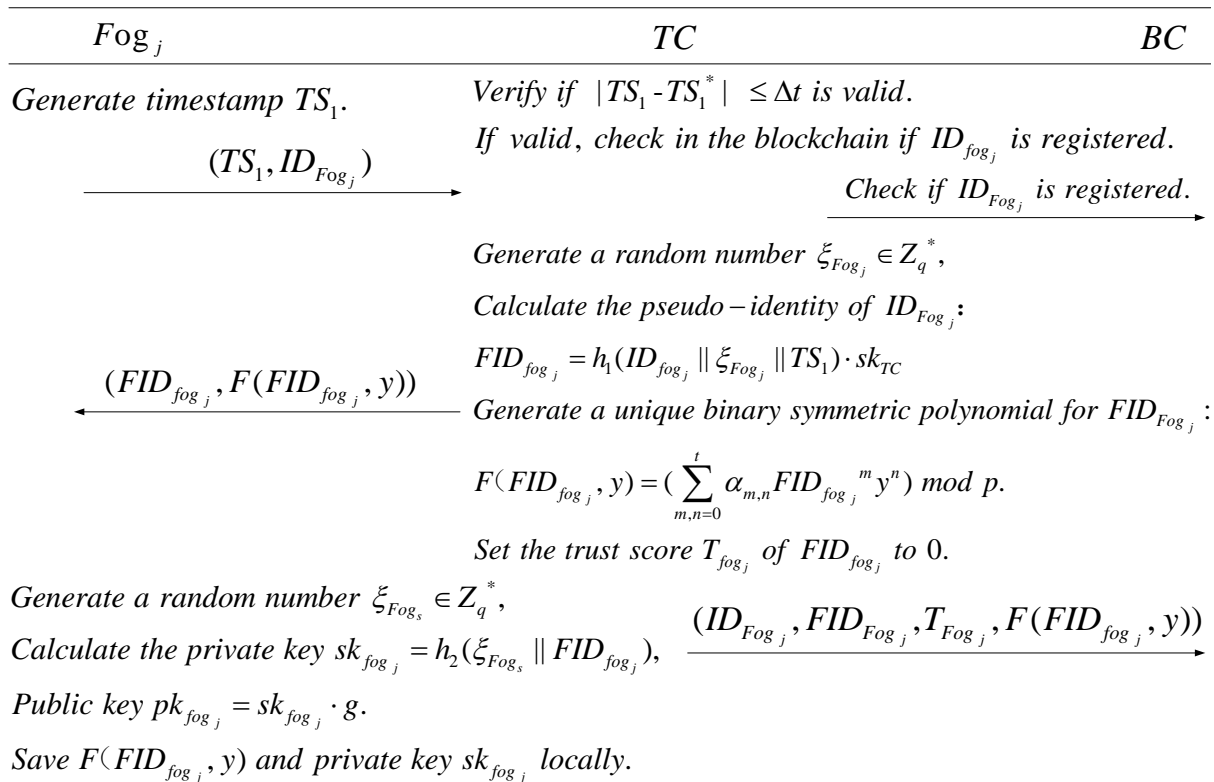 Fog_j TC BC
Generate timestamp TS_1.
(TS_1, ID_{Fog_j})
Verify if |TS_1 - TS_1^*| ≤ Δt is valid.
If valid, check in the blockchain if ID_{fog_j} is registered.
Check if ID_{Fog_j} is registered.
Generate a random number ξ_{Fog_j} ∈ Z_q^*,
Calculate the pseudo–identity of ID_{Fog_j}:
FID_{fog_j} = h_1(ID_{fog_j} || ξ_{Fog_j} || TS_1) · sk_{TC}
(FID_{fog_j}, F(FID_{fog_j}, y))
Generate a unique binary symmetric polynomial for FID_{Fog_j} :
F(FID_{fog_j}, y) = (∑_{m,n=0}^{t} α_{m,n} FID_{fog_j}^m y^n) mod p.
Set the trust score T_{fog_j} of FID_{fog_j} to 0.
Generate a random number ξ_{Fog_s} ∈ Z_q^*,
Calculate the private key sk_{fog_j} = h_2(ξ_{Fog_s} || FID_{fog_j}),
Public key pk_{fog_j} = sk_{fog_j} · g.
Save F(FID_{fog_j}, y) and private key sk_{fog_j} locally.
(ID_{Fog_j}, FID_{Fog_j}, T_{Fog_j}, F(FID_{fog_j}, y))